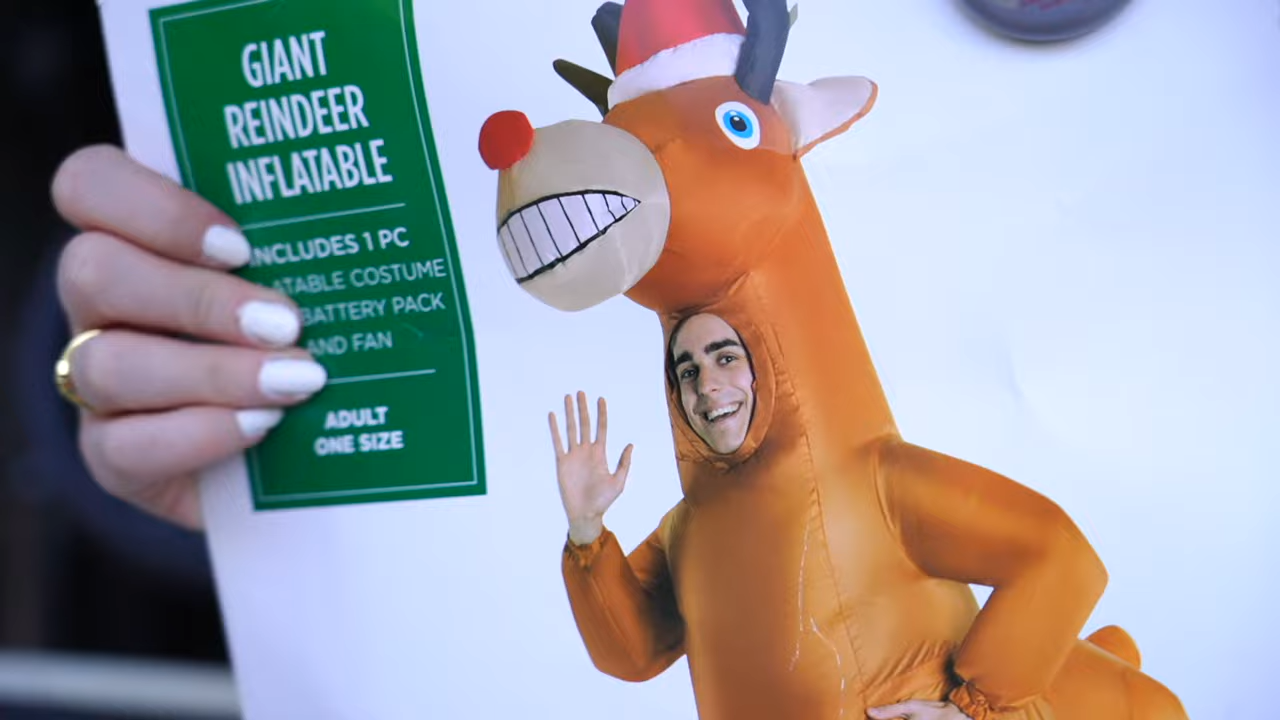 GIANT
REINDEER
INFLATABLE
INCLUDES 1 PC
ATABLE COSTUME
BATTERY PACK
AND FAN
ADULT
ONE SIZE